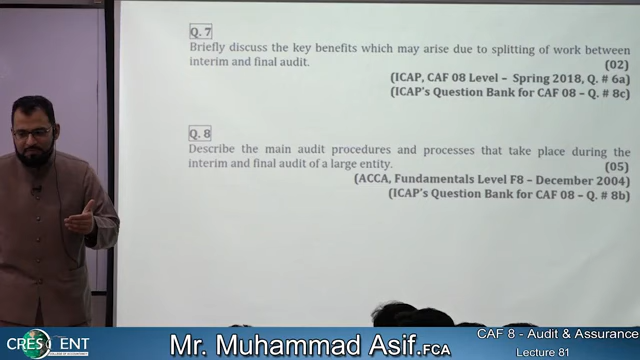 Q. 7
Briefly discuss the key benefits which may arise due to splitting of work between
interim and final audit. (02)
(ICAP, CAF 08 Level – Spring 2018, Q. # 6a)
(ICAP's Question Bank for CAF 08 – Q. # 8c)
Q. 8
Describe the main audit procedures and processes that take place during the
interim and final audit of a large entity. (05)
(ACCA, Fundamentals Level F8 – December 2004)
(ICAP's Question Bank for CAF 08 – Q. # 8b)
CRESCENT
COLLEGE OF ACCOUNTANCY
Mr. Muhammad Asif.FCA
CAF 8 - Audit & Assurance
Lecture 81